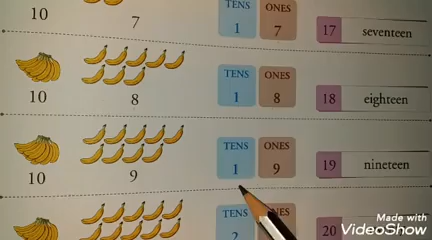 TENS ONES
10 7 1 7 17 seventeen
TENS ONES
10 8 1 8 18 eighteen
TENS ONES
10 9 1 9 19 nineteen
TENS
2 20
Made with
VideoShow